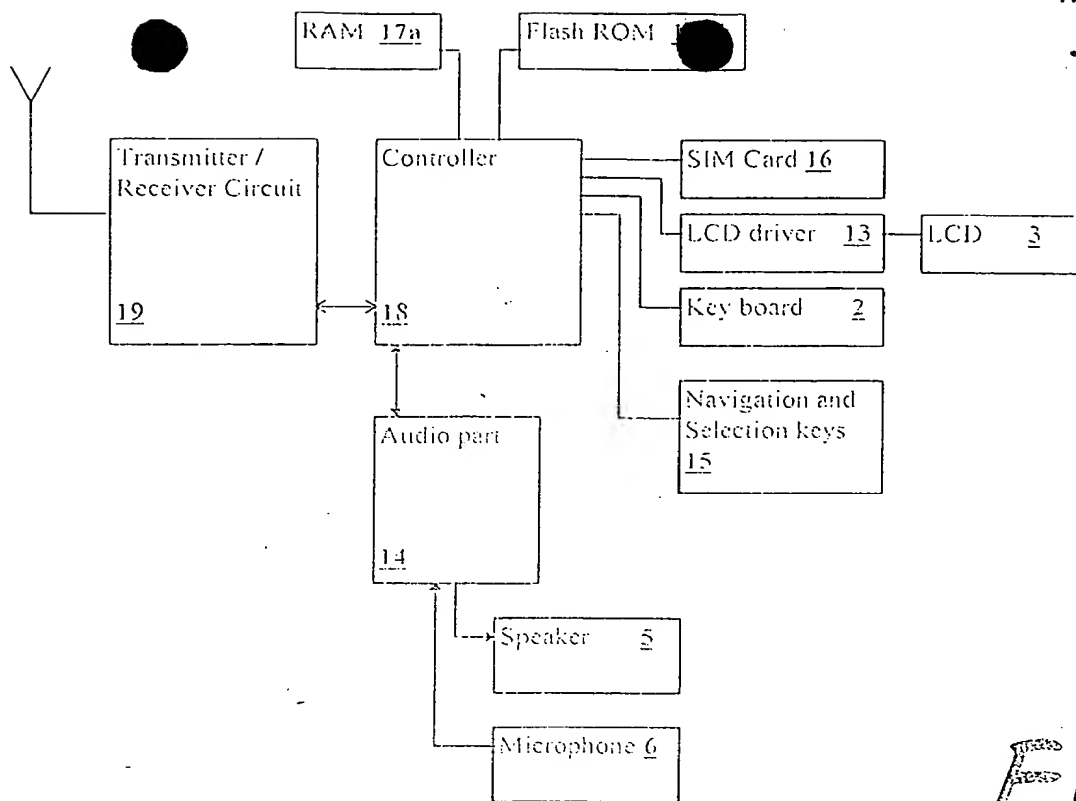 RAM 17a
Flash ROM
Transmitter /
Receiver Circuit
19
Controller
18
SIM Card 16
LCD driver 13
LCD 3
Key board 2
Navigation and
Selection keys
15
Audio part
14
Speaker 5
Microphone 6